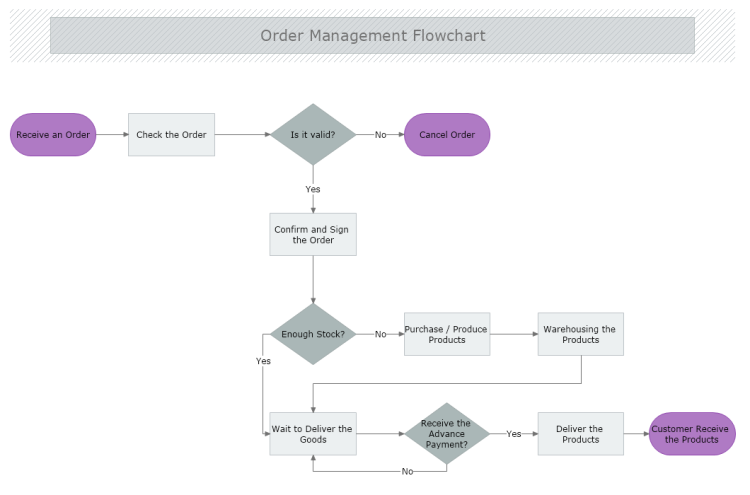 Order Management Flowchart
Receive an Order
Check the Order
Is it valid?
No
Cancel Order
Yes
Confirm and Sign
the Order
Enough Stock?
No
Purchase / Produce
Products
Warehousing the
Products
Yes
Wait to Deliver the
Goods
Receive the
Advance
Payment?
Yes
Deliver the
Products
Customer Receive
the Products
No